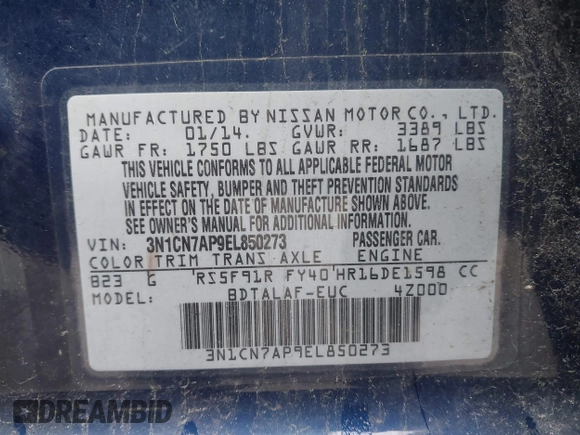 MANUFACTURED BY NISSAN MOTOR CO., LTD.
DATE: 01/14. GVWR: 3389 LBS
GAWR FR: 1750 LBS GAWR RR: 1687 LBS
THIS VEHICLE CONFORMS TO ALL APPLICABLE FEDERAL MOTOR
VEHICLE SAFETY, BUMPER AND THEFT PREVENTION STANDARDS
IN EFFECT ON THE DATE OF MANUFACTURE SHOWN ABOVE.
SEE OWNER'S MANUAL FOR ADDITIONAL INFORMATION.
VIN: 3N1CN7AP9EL850273 PASSENGER CAR.
COLOR TRIM TRANS AXLE ENGINE
B23 G 'RS5F91R FY40'HR16DE1598 CC
MODEL: BDTALAF-EUC 4Z000
3N1CN7AP9EL850273
DREAMBID